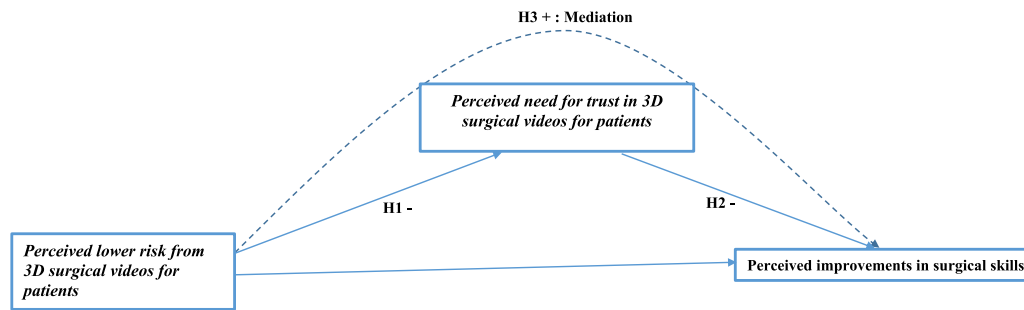 H3 + : Mediation
Perceived need for trust in 3D
surgical videos for patients
H1 -
H2 -
Perceived lower risk from
3D surgical videos for
patients
Perceived improvements in surgical skills